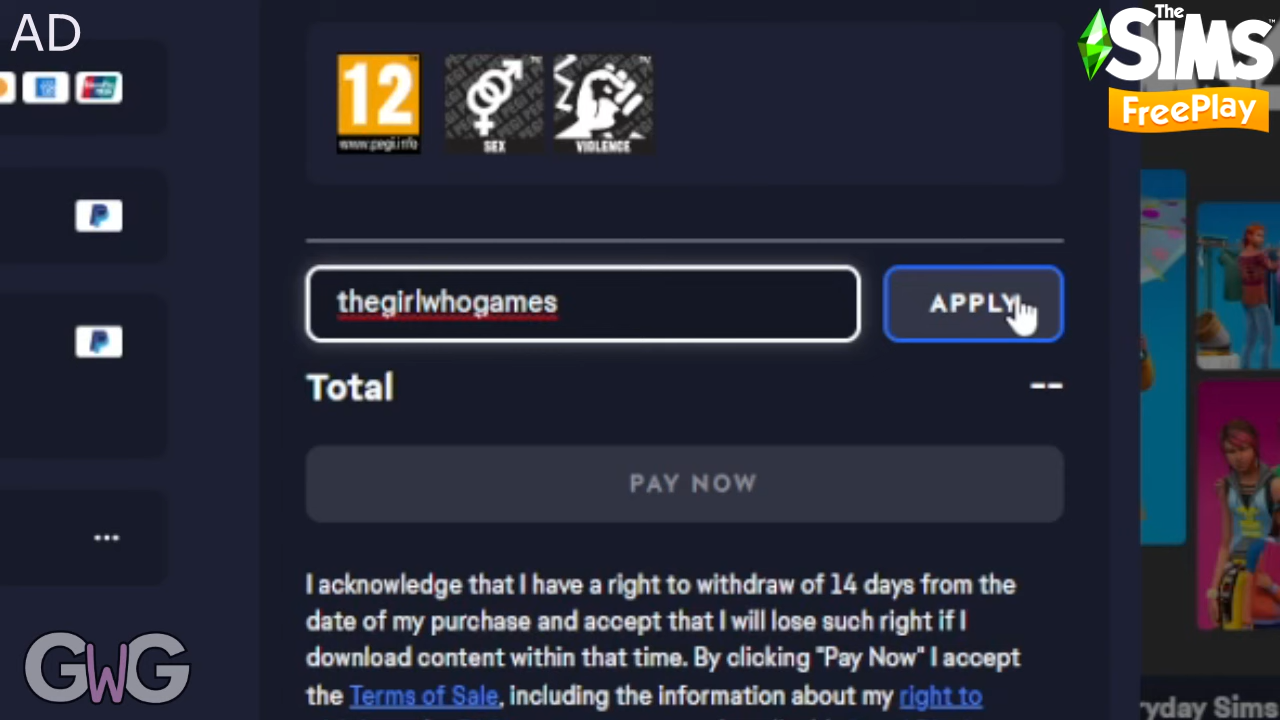 AD
The
SiMS
FreePlay
12
www.pegi.info
SEX
VIOLENCE
thegirlwhogames
APPLY
Total
--
PAY NOW
I acknowledge that I have a right to withdraw of 14 days from the
date of my purchase and accept that I will lose such right if I
download content within that time. By clicking "Pay Now" I accept
the Terms of Sale, including the information about my right to
GWG
ryday Sims